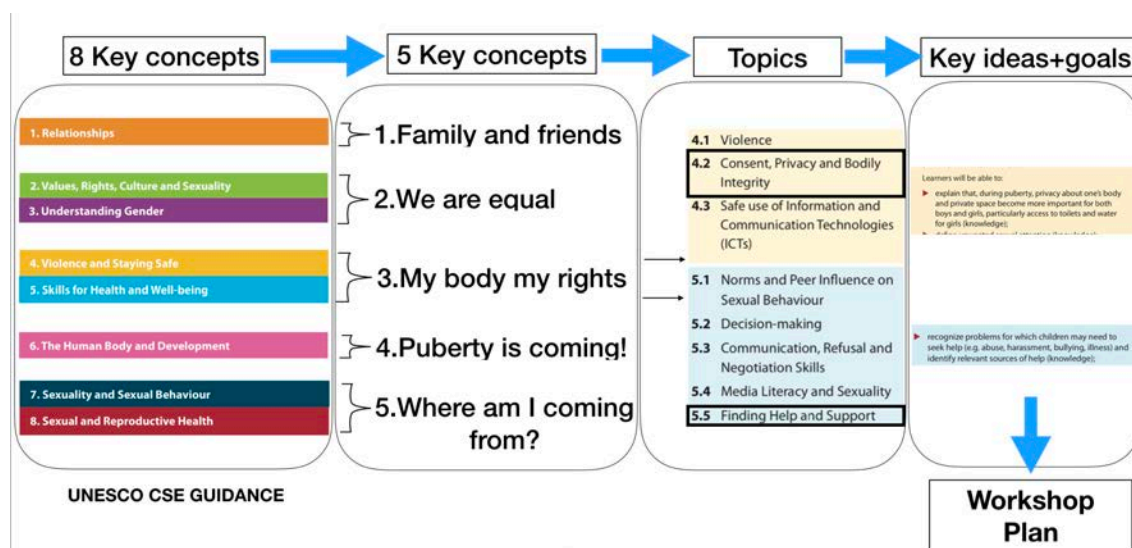 8 Key concepts
5 Key concepts
Topics
Key ideas+goals
1. Relationships
2. Values, Rights, Culture and Sexuality
3. Understanding Gender
4. Violence and Staying Safe
5. Skills for Health and Well-being
6. The Human Body and Development
7. Sexuality and Sexual Behaviour
8. Sexual and Reproductive Health
1.Family and friends
2.We are equal
3.My body my rights
4.Puberty is coming!
5.Where am I coming
from?
4.1 Violence
4.2 Consent, Privacy and Bodily
Integrity
4.3 Safe use of Information and
Communication Technologies
(ICTs)
5.1 Norms and Peer Influence on
Sexual Behaviour
5.2 Decision-making
5.3 Communication, Refusal and
Negotiation Skills
5.4 Media Literacy and Sexuality
5.5 Finding Help and Support
Learners will be able to:
explain that, during puberty, privacy about one's body
and private space become more important for both
boys and girls, particularly access to toilets and water
for girls (knowledge);
recognize problems for which children may need to
seek help (e.g. abuse, harassment, bullying, illness) and
identify relevant sources of help (knowledge);
UNESCO CSE GUIDANCE
Workshop
Plan